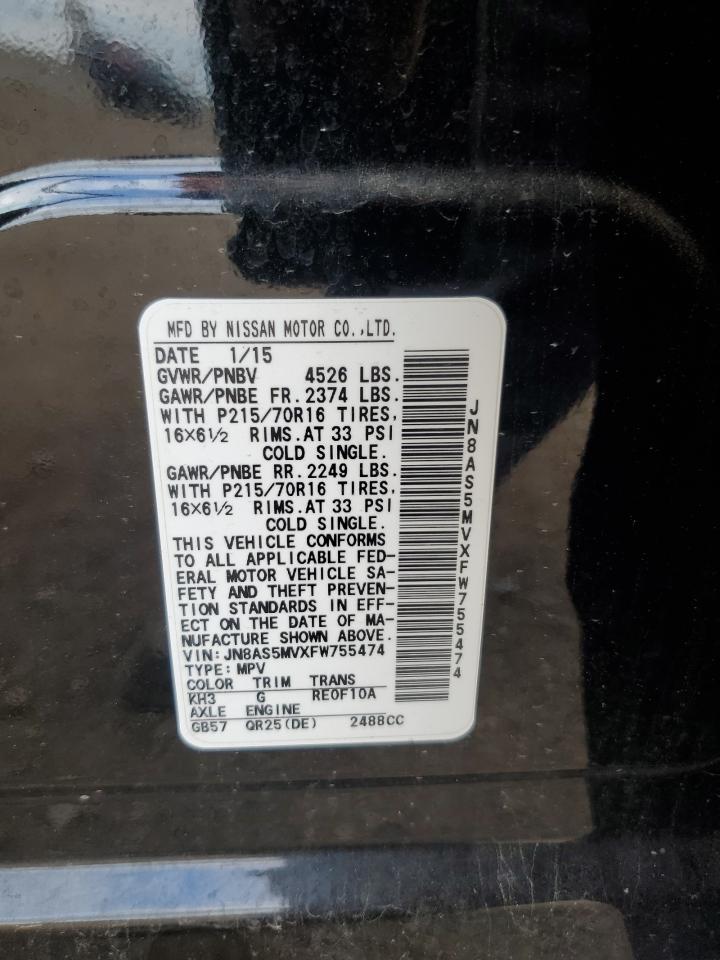 MFD BY NISSAN MOTOR CO.,LTD.
DATE 1/15
GVWR/PNBV 4526 LBS.
GAWR/PNBE FR. 2374 LBS.
WITH P215/70R16 TIRES,
16×6½ RIMS. AT 33 PSI
COLD SINGLE.
GAWR/PNBE RR. 2249 LBS.
WITH P215/70R16 TIRES,
16×6½ RIMS. AT 33 PSI
COLD SINGLE.
THIS VEHICLE CONFORMS
TO ALL APPLICABLE FED-
ERAL MOTOR VEHICLE SA-
FETY AND THEFT PREVEN-
TION STANDARDS IN EFF-
ECT ON THE DATE OF MA-
NUFACTURE SHOWN ABOVE.
VIN: JN8AS5MVXFW755474
TYPE: MPV
COLOR TRIM TRANS
KH3 G RE0F10A
AXLE ENGINE
GB57 QR25(DE) 2488CC
JN8AS5MVXFW755474